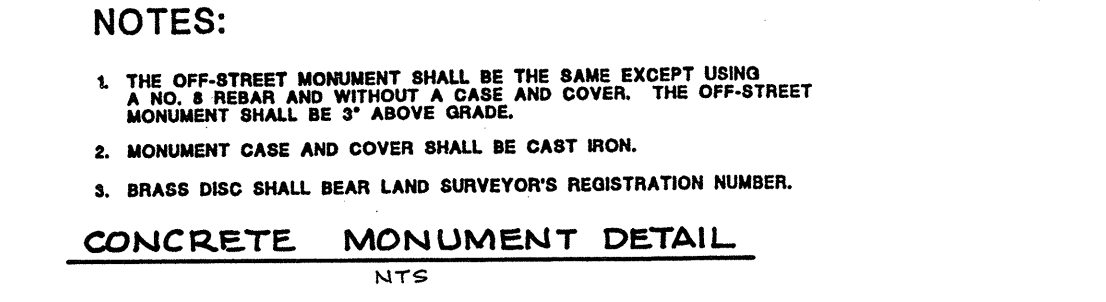 NOTES:
1. THE OFF-STREET MONUMENT SHALL BE THE SAME EXCEPT USING
A NO. 8 REBAR AND WITHOUT A CASE AND COVER. THE OFF-STREET
MONUMENT SHALL BE 3" ABOVE GRADE.
2. MONUMENT CASE AND COVER SHALL BE CAST IRON.
3. BRASS DISC SHALL BEAR LAND SURVEYOR'S REGISTRATION NUMBER.
CONCRETE MONUMENT DETAIL
NTS